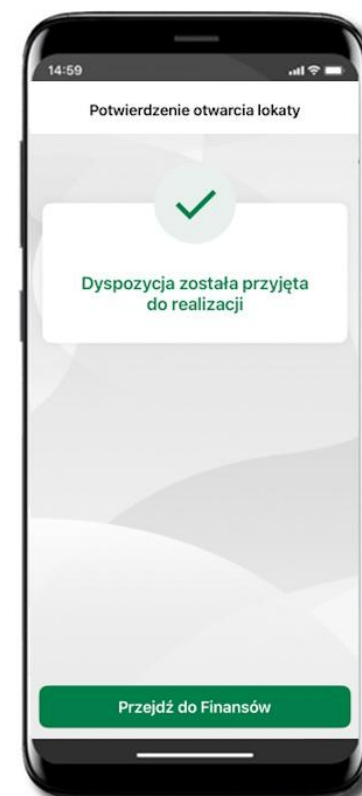 14:59
Potwierdzenie otwarcia lokaty
Dyspozycja została przyjęta
do realizacji
Przejdź do Finansów